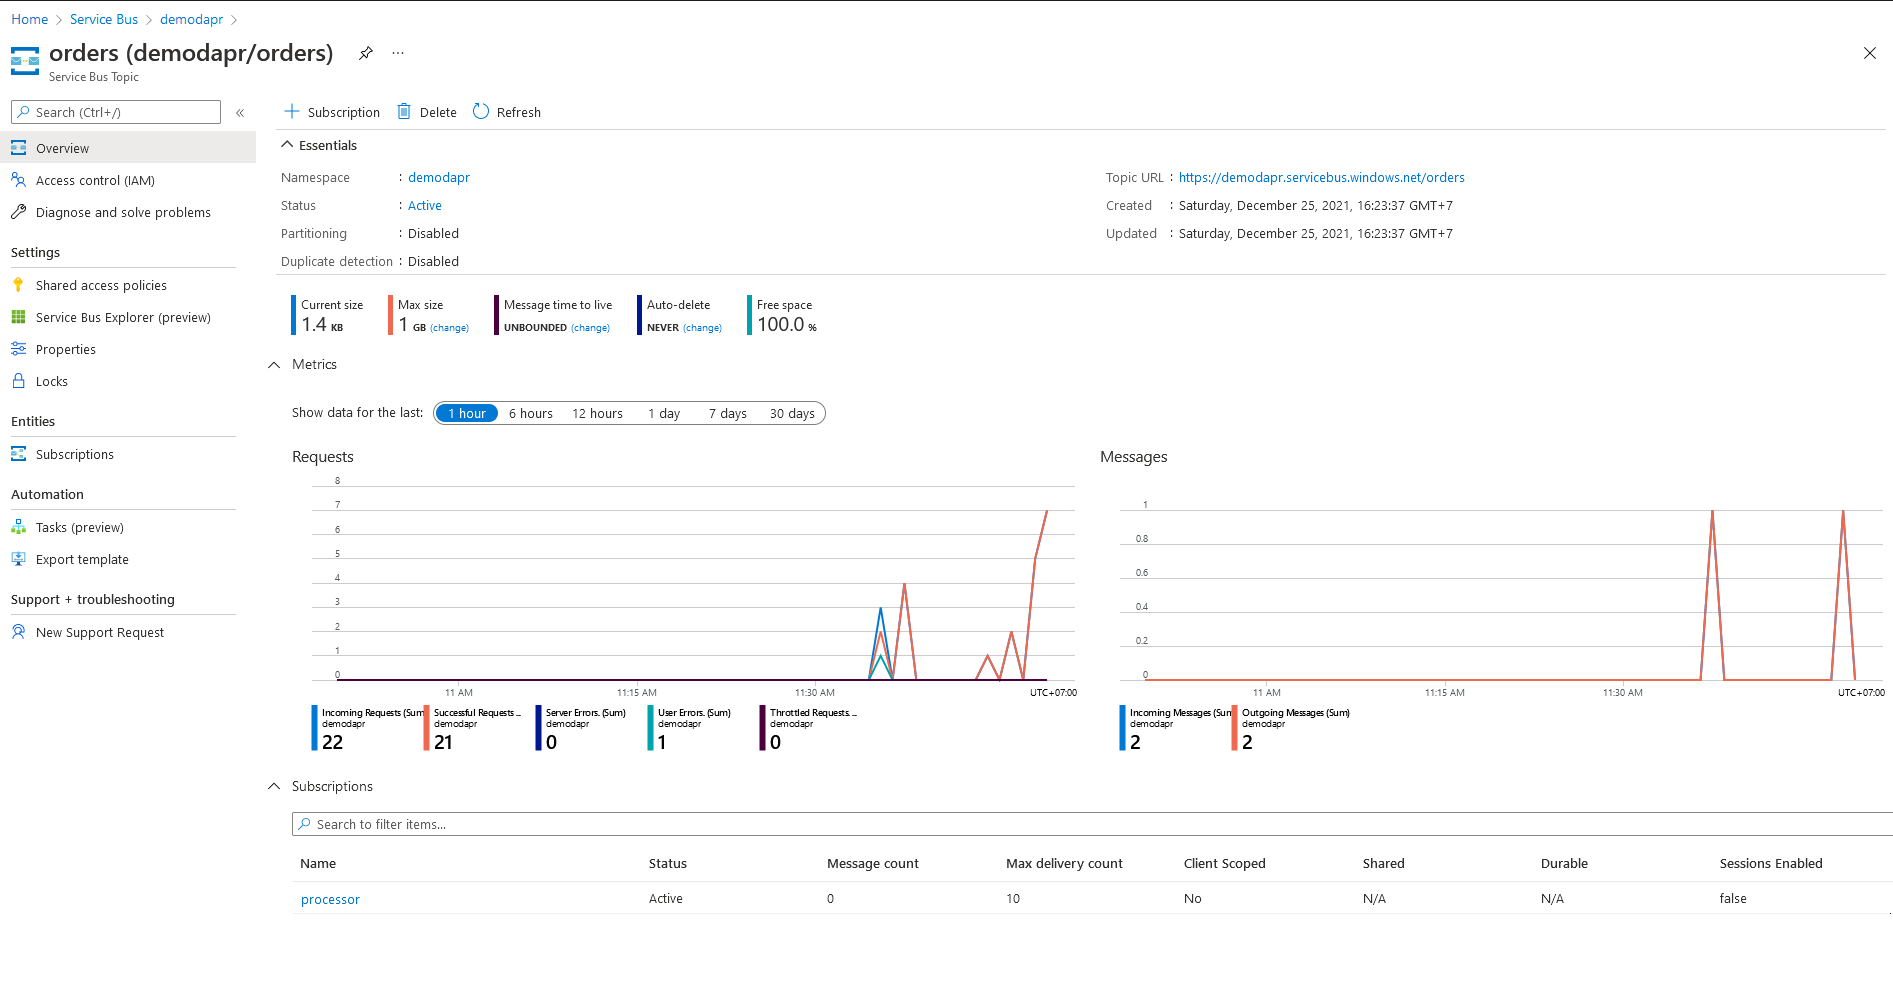 Home > Service Bus > demodapr >
orders (demodapr/orders) ...
Service Bus Topic
Search (Ctrl+/) «
Overview
Access control (IAM)
Diagnose and solve problems
Settings
Shared access policies
Service Bus Explorer (preview)
Properties
Locks
Entities
Subscriptions
Automation
Tasks (preview)
Export template
Support + troubleshooting
New Support Request
Subscription Delete Refresh
Essentials
Namespace : demodapr
Status : Active
Partitioning : Disabled
Duplicate detection : Disabled
Topic URL : https://demodapr.servicebus.windows.net/orders
Created : Saturday, December 25, 2021, 16:23:37 GMT+7
Updated : Saturday, December 25, 2021, 16:23:37 GMT+7
Current size
1.4 KB
Max size
1 GB (change)
Message time to live
UNBOUNDED (change)
Auto-delete
NEVER (change)
Free space
100.0 %
Metrics
Show data for the last: 1 hour 6 hours 12 hours 1 day 7 days 30 days
Requests
8
7
6
5
4
3
2
1
0
11 AM 11:15 AM 11:30 AM UTC+07:00
Incoming Requests (Sum
demodapr
22
Successful Requests ...
demodapr
21
Server Errors. (Sum)
demodapr
0
User Errors. (Sum)
demodapr
1
Throttled Requests. ...
demodapr
0
Messages
1
0.8
0.6
0.4
0.2
0
11 AM 11:15 AM 11:30 AM UTC+07:00
Incoming Messages (Sum
demodapr
2
Outgoing Messages (Sum)
demodapr
2
Subscriptions
Search to filter items...
Name Status Message count Max delivery count Client Scoped Shared Durable Sessions Enabled
processor Active 0 10 No N/A N/A false